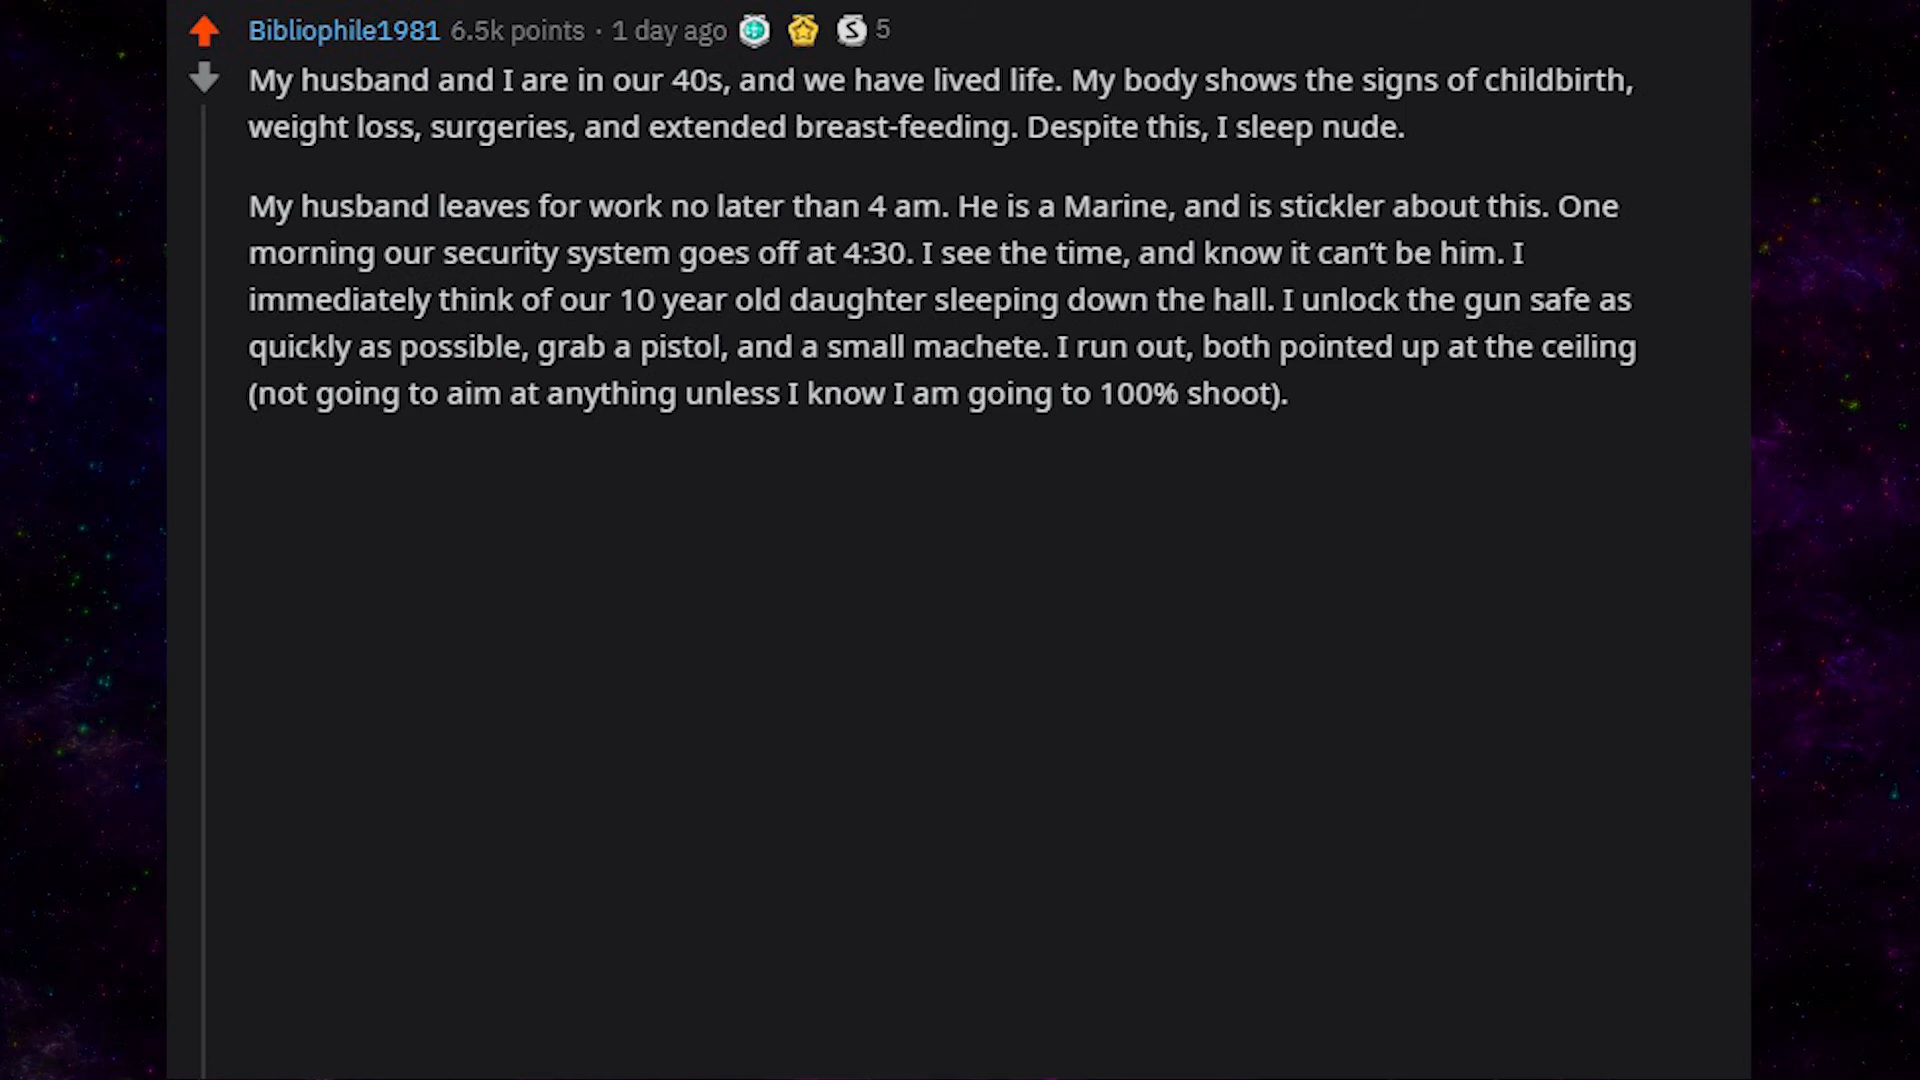 Bibliophile1981 6.5k points · 1 day ago S 5
My husband and I are in our 40s, and we have lived life. My body shows the signs of childbirth,
weight loss, surgeries, and extended breast-feeding. Despite this, I sleep nude.
My husband leaves for work no later than 4 am. He is a Marine, and is stickler about this. One
morning our security system goes off at 4:30. I see the time, and know it can’t be him. I
immediately think of our 10 year old daughter sleeping down the hall. I unlock the gun safe as
quickly as possible, grab a pistol, and a small machete. I run out, both pointed up at the ceiling
(not going to aim at anything unless I know I am going to 100% shoot).